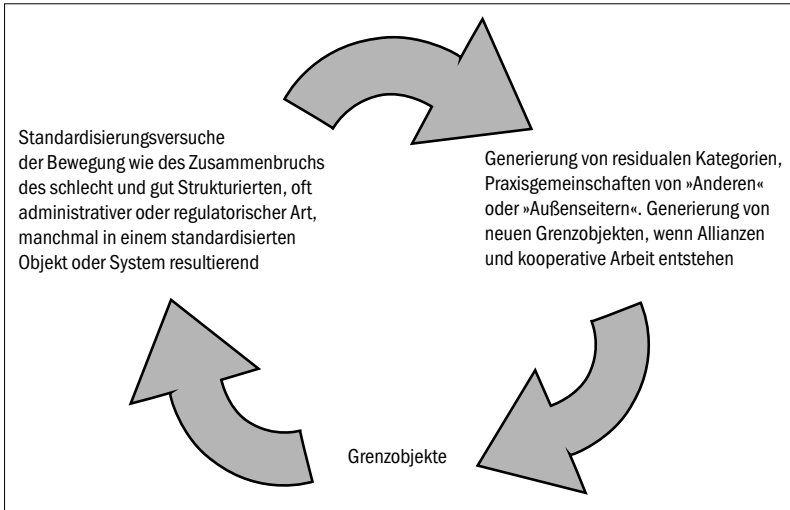 Standardisierungsversuche
der Bewegung wie des Zusammenbruchs
des schlecht und gut Strukturierten, oft
administrativer oder regulatorischer Art,
manchmal in einem standardisierten
Objekt oder System resultierend
Generierung von residualen Kategorien,
Praxisgemeinschaften von »Anderen«
oder »Außenseitern«. Generierung von
neuen Grenzobjekten, wenn Allianzen
und kooperative Arbeit entstehen
Grenzobjekte